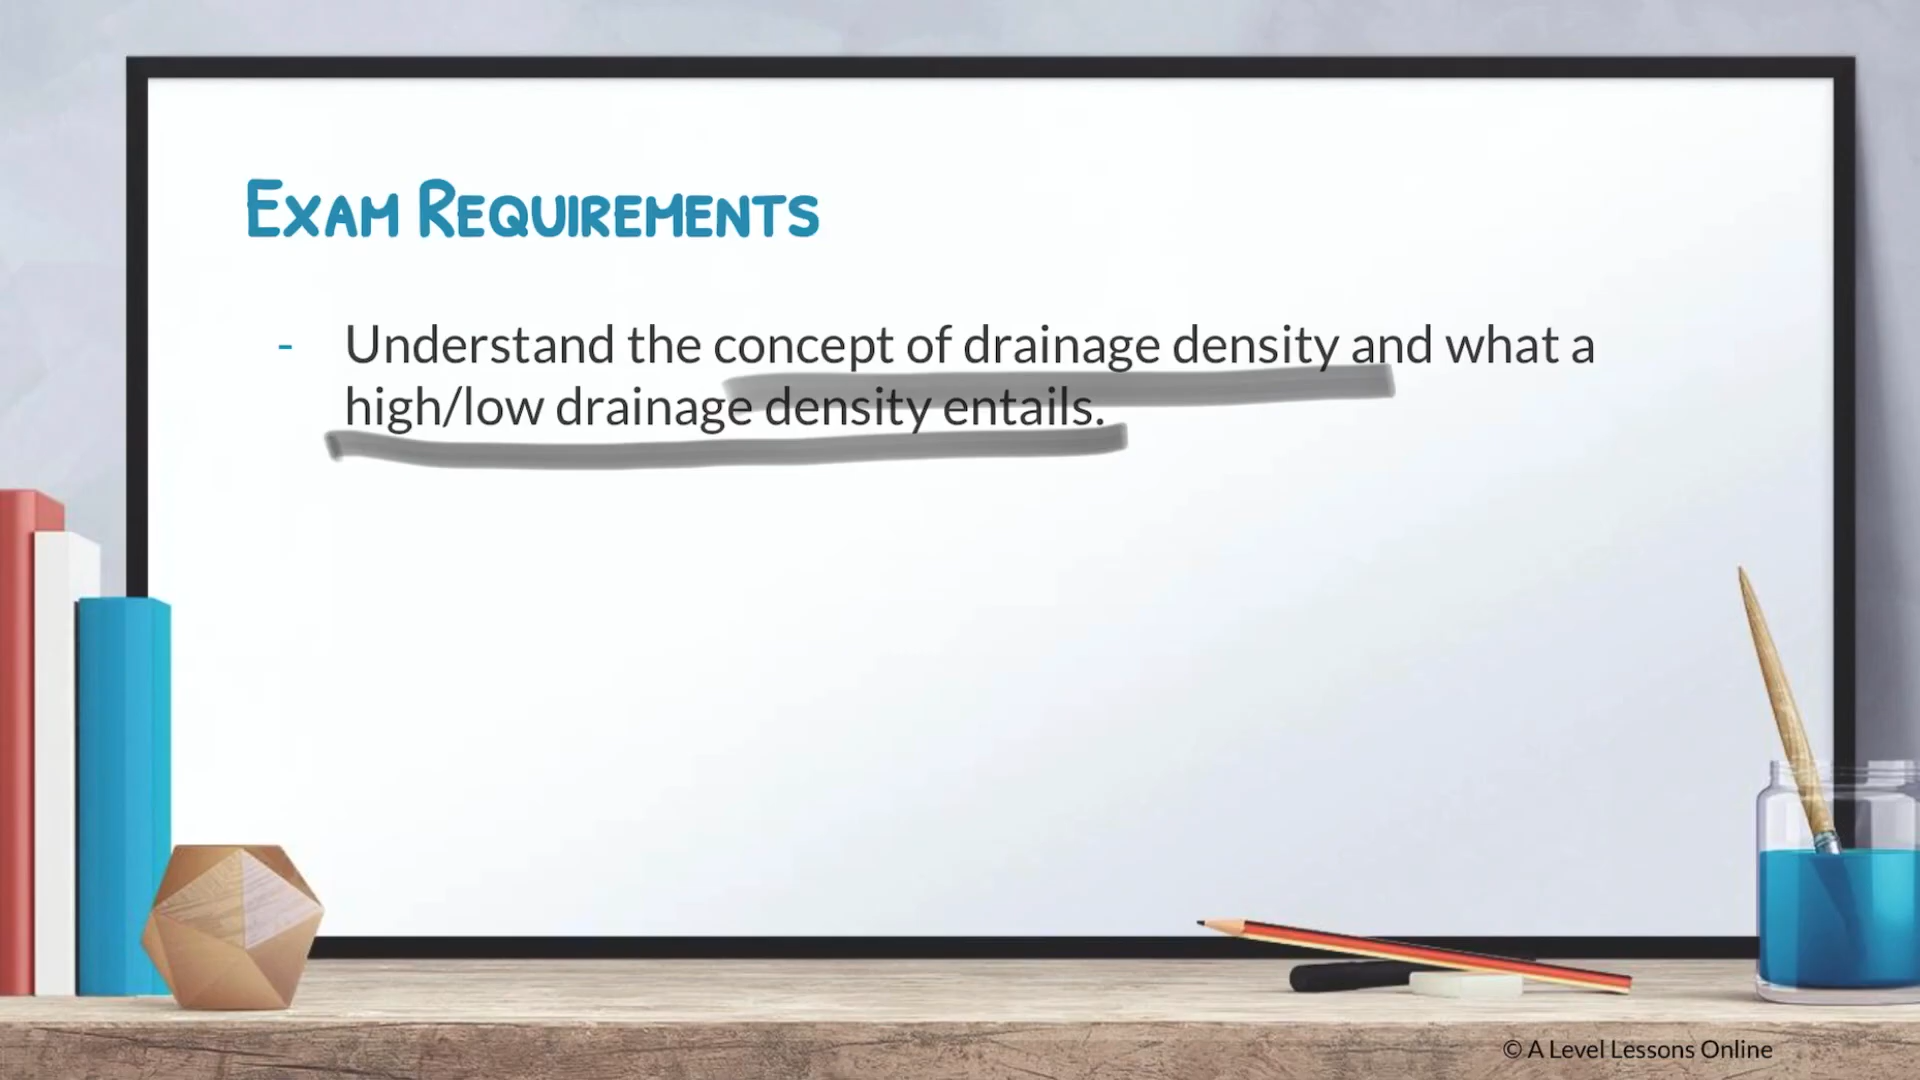 Exam Requirements
- Understand the concept of drainage density and what a
high/low drainage density entails.
© A Level Lessons Online